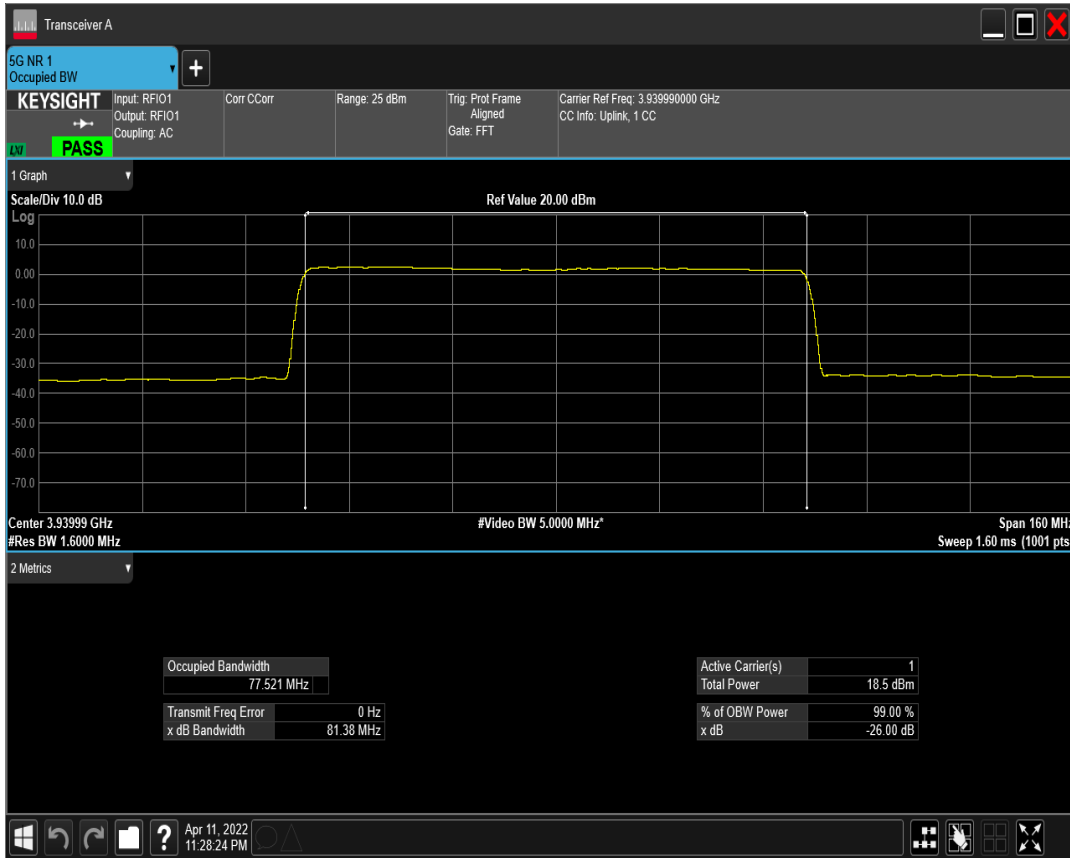 Transceiver A
5G NR 1
Occupied BW
KEYSIGHT
LXI
PASS
Input: RFIO1
Output: RFIO1
Coupling: AC
Corr CCorr
Range: 25 dBm
Trig: Prot Frame
Aligned
Gate: FFT
Carrier Ref Freq: 3.939990000 GHz
CC Info: Uplink, 1 CC
1 Graph
Scale/Div 10.0 dB
Ref Value 20.00 dBm
Log
10.0
0.00
-10.0
-20.0
-30.0
-40.0
-50.0
-60.0
-70.0
Center 3.93999 GHz
#Video BW 5.0000 MHz*
Span 160 MHz
#Res BW 1.6000 MHz
Sweep 1.60 ms (1001 pts
2 Metrics
Occupied Bandwidth
77.521 MHz
Transmit Freq Error 0 Hz
x dB Bandwidth 81.38 MHz
Active Carrier(s) 1
Total Power 18.5 dBm
% of OBW Power 99.00 %
x dB -26.00 dB
?
Apr 11, 2022
11:28:24 PM